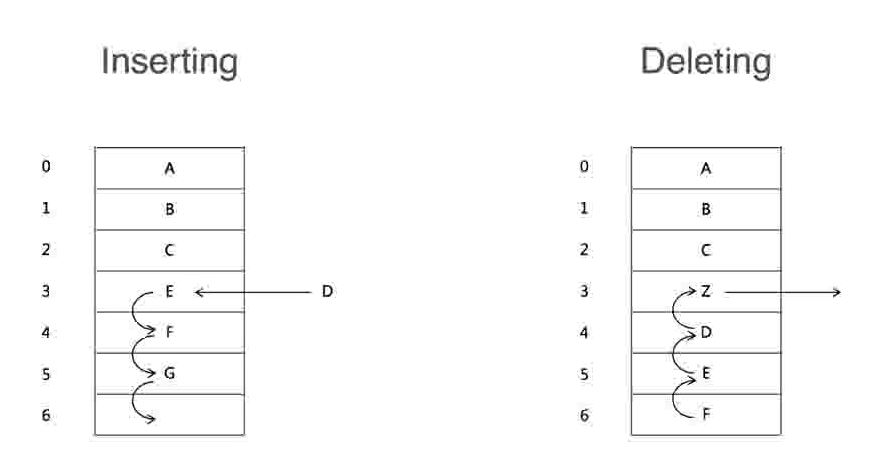 Inserting
0 A
1 B
2 C
3 E D
4 F
5 G
6
Deleting
0 A
1 B
2 C
3 Z
4 D
5 E
6 F